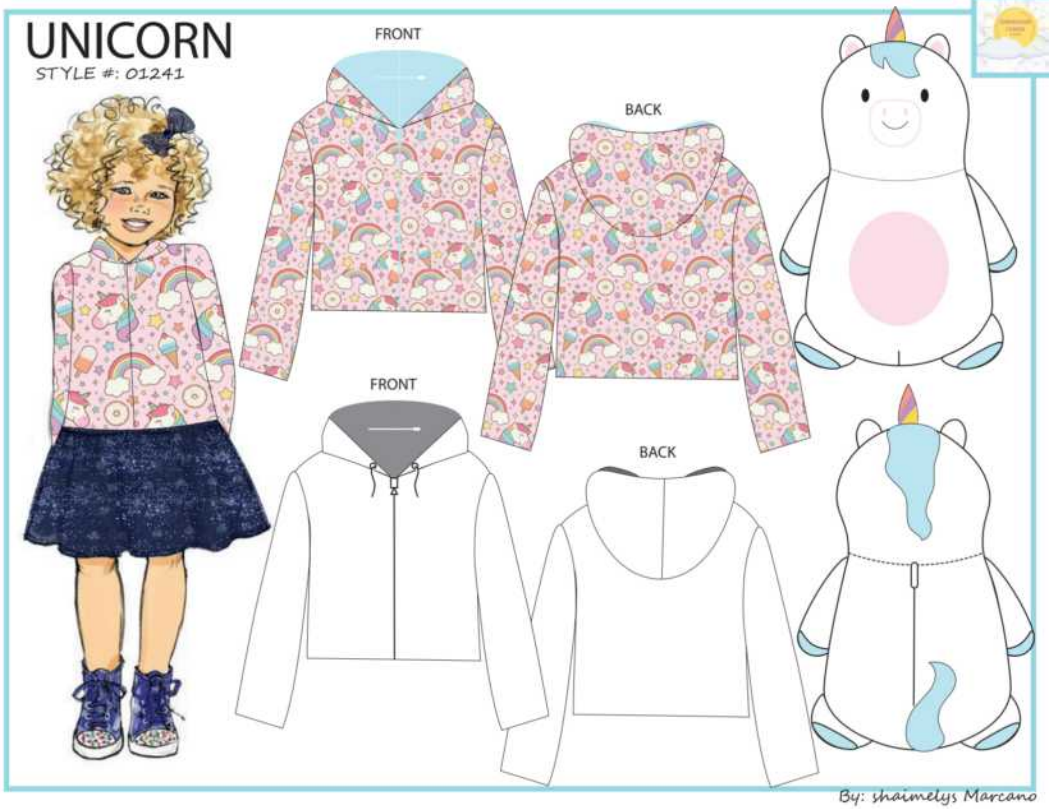 UNICORN
STYLE #: 01241
FRONT
BACK
FRONT
BACK
By: shaimelys Marcano